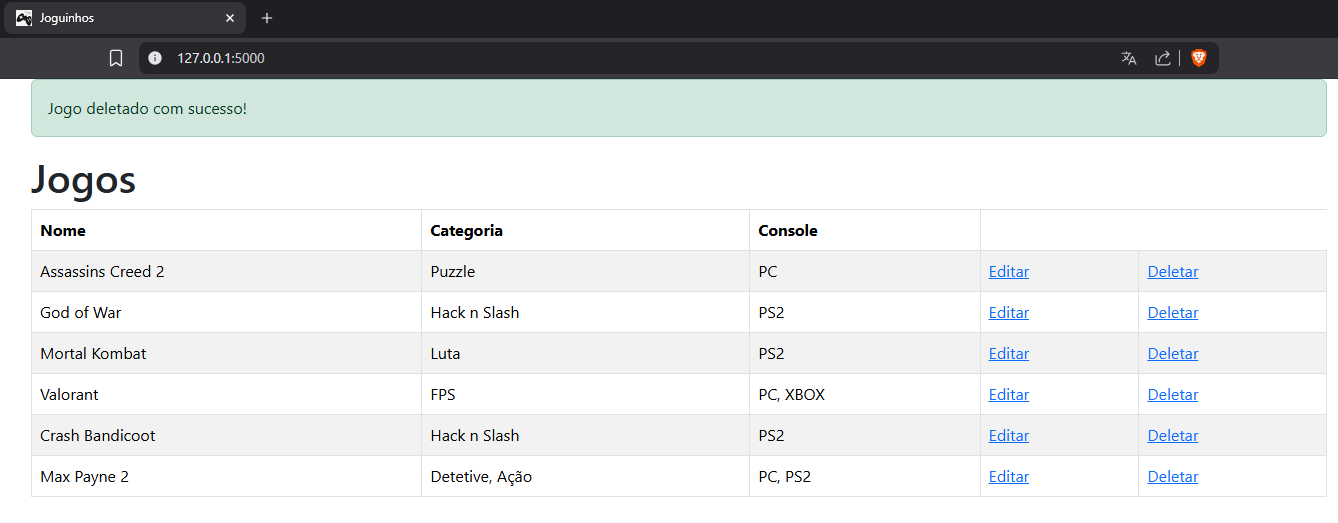 Joguinhos
127.0.0.1:5000
Jogo deletado com sucesso!
Jogos
Nome Categoria Console
Assassins Creed 2 Puzzle PC Editar Deletar
God of War Hack n Slash PS2 Editar Deletar
Mortal Kombat Luta PS2 Editar Deletar
Valorant FPS PC, XBOX Editar Deletar
Crash Bandicoot Hack n Slash PS2 Editar Deletar
Max Payne 2 Detetive, Ação PC, PS2 Editar Deletar